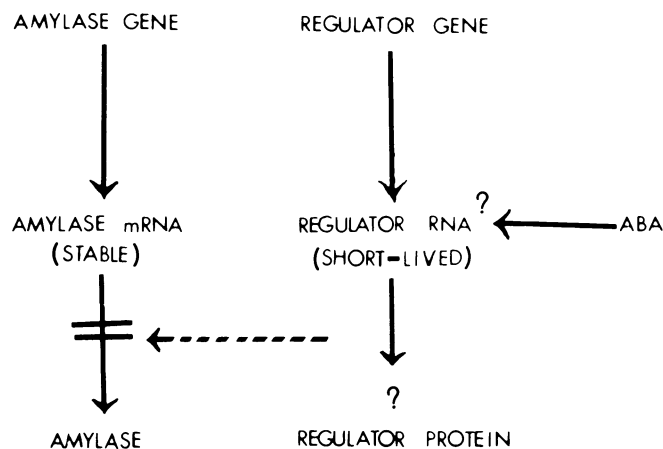 AMYLASE GENE
REGULATOR GENE
AMYLASE mRNA
(STABLE)
REGULATOR RNA ?
(SHORT-LIVED)
ABA
?
AMYLASE
REGULATOR PROTEIN